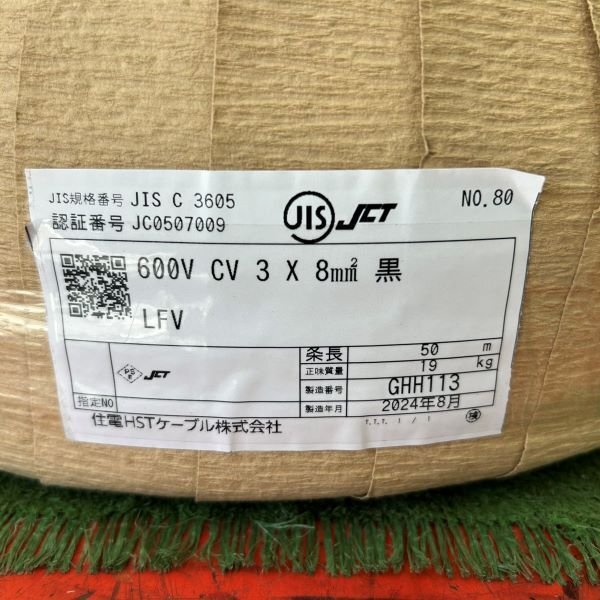 JIS規格番号 JIS C 3605
認証番号 JC0507009
JIS JCT
NO.80
600V CV 3 X 8㎟ 黒
LFV
PS E JCT
指定NO
条長 50 m
正味質量 19 kg
製造番号 GHH113
製造年月 2024年8月
住電HSTケーブル株式会社
T.T.T. 1 / 1